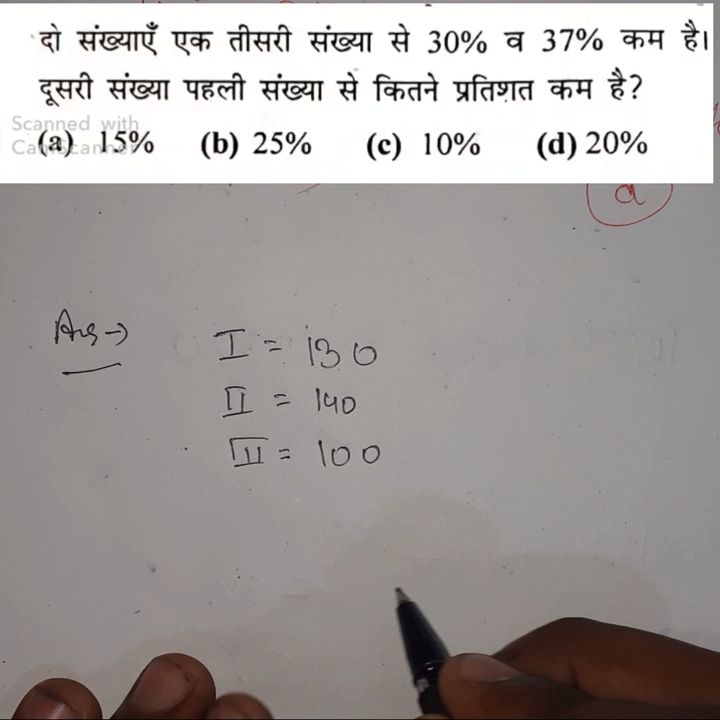 दो संख्याएँ एक तीसरी संख्या से 30% व 37% कम है।
दूसरी संख्या पहली संख्या से कितने प्रतिशत कम है?
Scanned with
CamScanner
(a) 15% (b) 25% (c) 10% (d) 20%
a
Ans→
I = 130
II = 140
III = 100